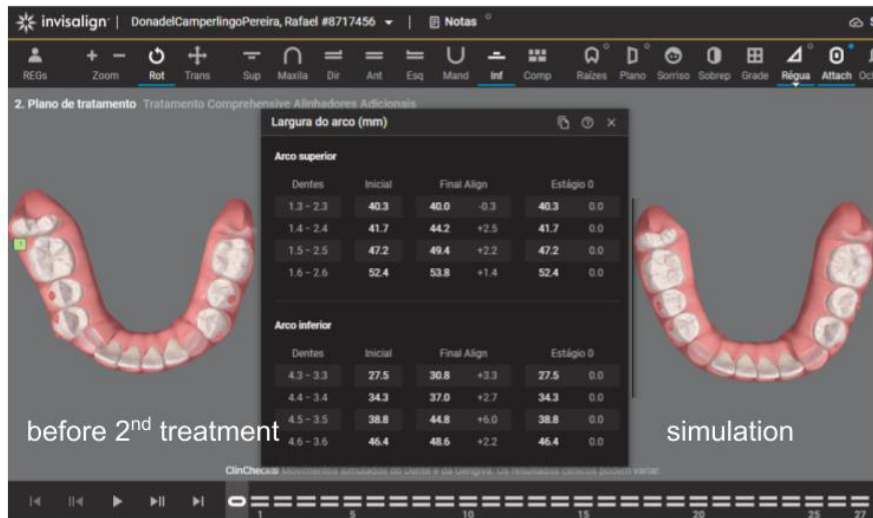 invisalign | DonadelCamperlingoPereira, Rafael #8717456 | Notas
REGs Zoom Rot Trans Sup Maxila Dir Ant Esq Mand Inf Comp Raízes Plano Sorriso Sobrep Grade Régua Attach
2. Plano de tratamento Tratamento Comprehensive Alinhadores Adicionais
Largura do arco (mm)
Arco superior
Dentes Inicial Final Align Estágio 0
1.3 – 2.3 40.3 40.0 -0.3 40.3 0.0
1.4 – 2.4 41.7 44.2 +2.5 41.7 0.0
1.5 – 2.5 47.2 49.4 +2.2 47.2 0.0
1.6 – 2.6 52.4 53.8 +1.4 52.4 0.0
Arco inferior
Dentes Inicial Final Align Estágio 0
4.3 – 3.3 27.5 30.8 +3.3 27.5 0.0
4.4 – 3.4 34.3 37.0 +2.7 34.3 0.0
4.5 – 3.5 38.8 44.8 +6.0 38.8 0.0
4.6 – 3.6 46.4 48.6 +2.2 46.4 0.0
before 2nd treatment
simulation
Movimentos simulados do Dente e da Gengiva. Os resultados clínicos podem variar.
1 5 10 15 20 25 27